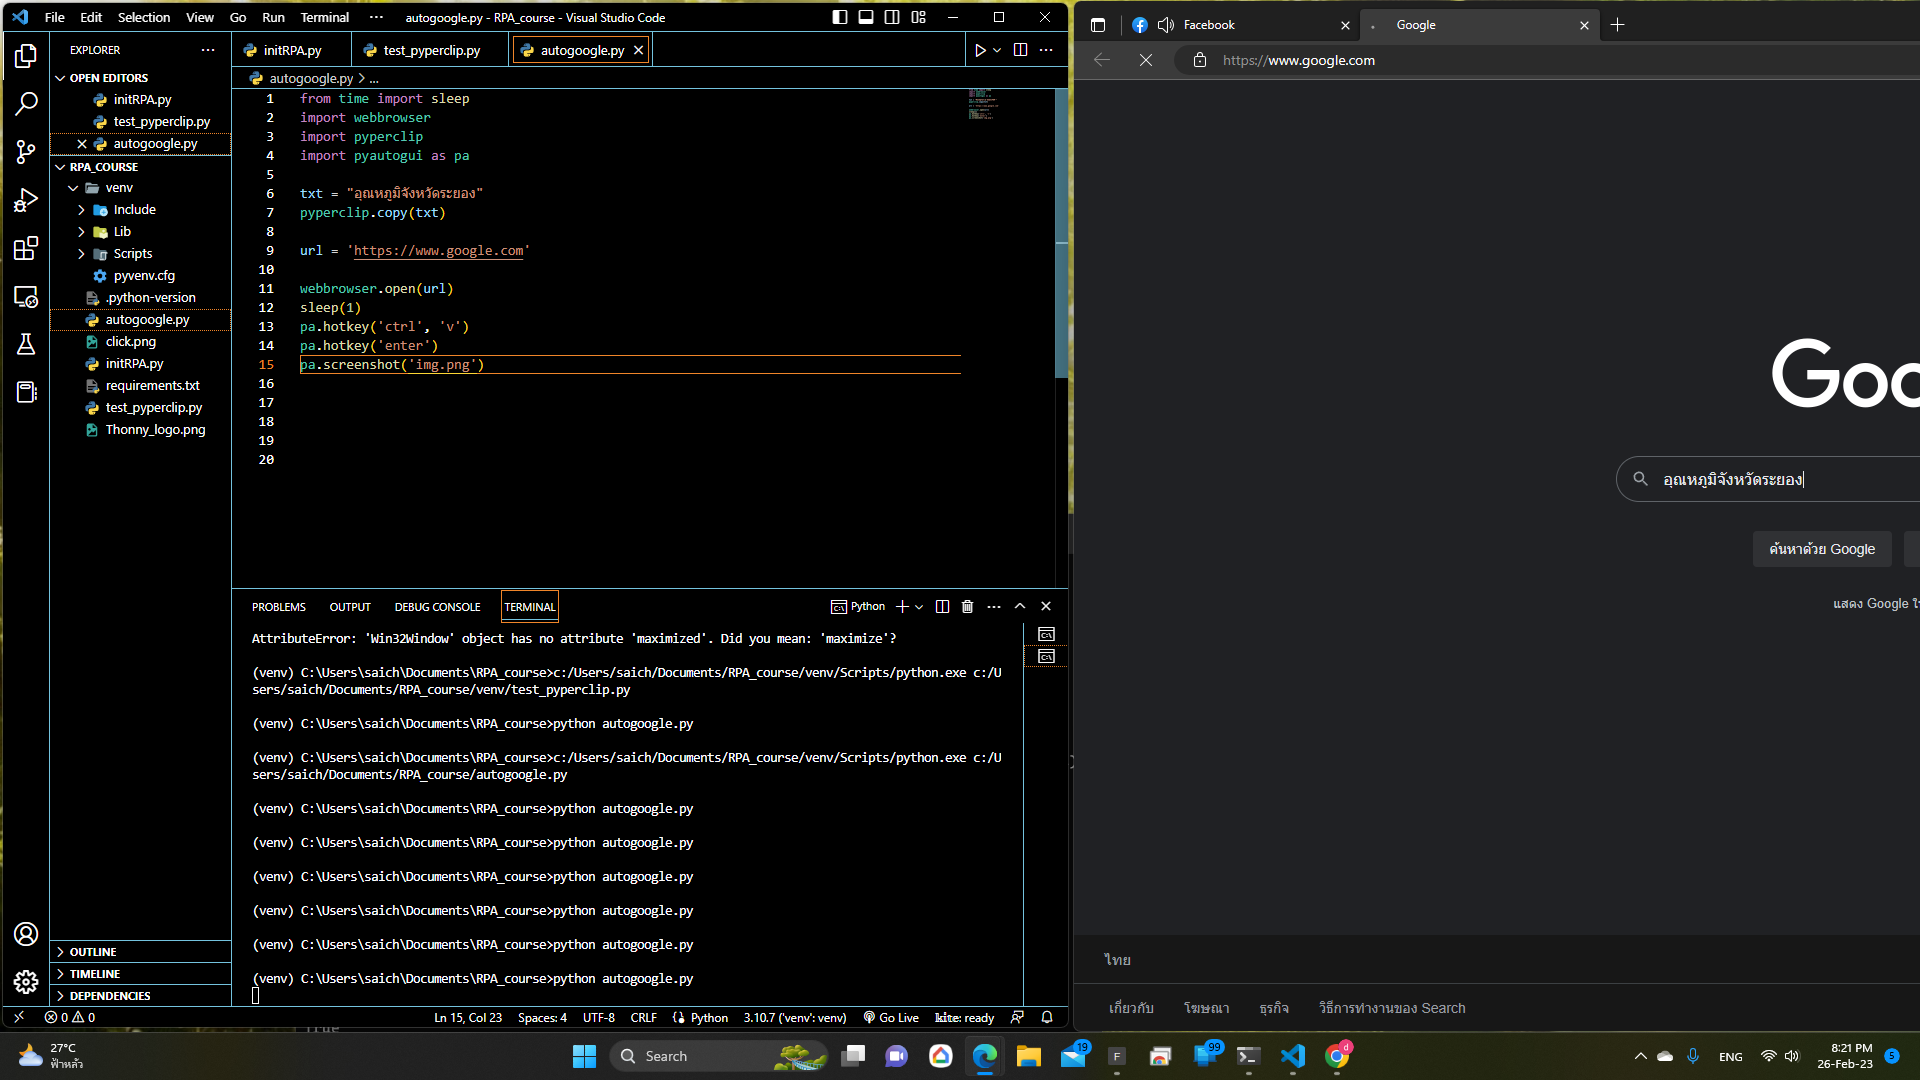 File Edit Selection View Go Run Terminal ··· autogoogle.py - RPA_course - Visual Studio Code
EXPLORER ···
OPEN EDITORS
initRPA.py
test_pyperclip.py
autogoogle.py
RPA_COURSE
venv
Include
Lib
Scripts
pyvenv.cfg
.python-version
autogoogle.py
click.png
initRPA.py
requirements.txt
test_pyperclip.py
Thonny_logo.png
OUTLINE
TIMELINE
DEPENDENCIES
initRPA.py test_pyperclip.py autogoogle.py
autogoogle.py > ...
1 from time import sleep
2 import webbrowser
3 import pyperclip
4 import pyautogui as pa
5
6 txt = "อุณหภูมิจังหวัดระยอง"
7 pyperclip.copy(txt)
8
9 url = 'https://www.google.com'
10
11 webbrowser.open(url)
12 sleep(1)
13 pa.hotkey('ctrl', 'v')
14 pa.hotkey('enter')
15 pa.screenshot('img.png')
16
17
18
19
20
PROBLEMS OUTPUT DEBUG CONSOLE TERMINAL Python
AttributeError: 'Win32Window' object has no attribute 'maximized'. Did you mean: 'maximize'?
(venv) C:\Users\saich\Documents\RPA_course>c:/Users/saich/Documents/RPA_course/venv/Scripts/python.exe c:/U
sers/saich/Documents/RPA_course/venv/test_pyperclip.py
(venv) C:\Users\saich\Documents\RPA_course>python autogoogle.py
(venv) C:\Users\saich\Documents\RPA_course>c:/Users/saich/Documents/RPA_course/venv/Scripts/python.exe c:/U
sers/saich/Documents/RPA_course/autogoogle.py
(venv) C:\Users\saich\Documents\RPA_course>python autogoogle.py
(venv) C:\Users\saich\Documents\RPA_course>python autogoogle.py
(venv) C:\Users\saich\Documents\RPA_course>python autogoogle.py
(venv) C:\Users\saich\Documents\RPA_course>python autogoogle.py
(venv) C:\Users\saich\Documents\RPA_course>python autogoogle.py
(venv) C:\Users\saich\Documents\RPA_course>python autogoogle.py
0 0 Ln 15, Col 23 Spaces: 4 UTF-8 CRLF Python 3.10.7 ('venv': venv) Go Live kite: ready
True
Facebook Google
https://www.google.com
Goo
อุณหภูมิจังหวัดระยอง
ค้นหาด้วย Google
แสดง Google ใ
ไทย
เกี่ยวกับ โฆษณา ธุรกิจ วิธีการทำงานของ Search
27°C
ฟ้าหลัว
Search
19
F
99
d
ENG
8:21 PM
26-Feb-23
5